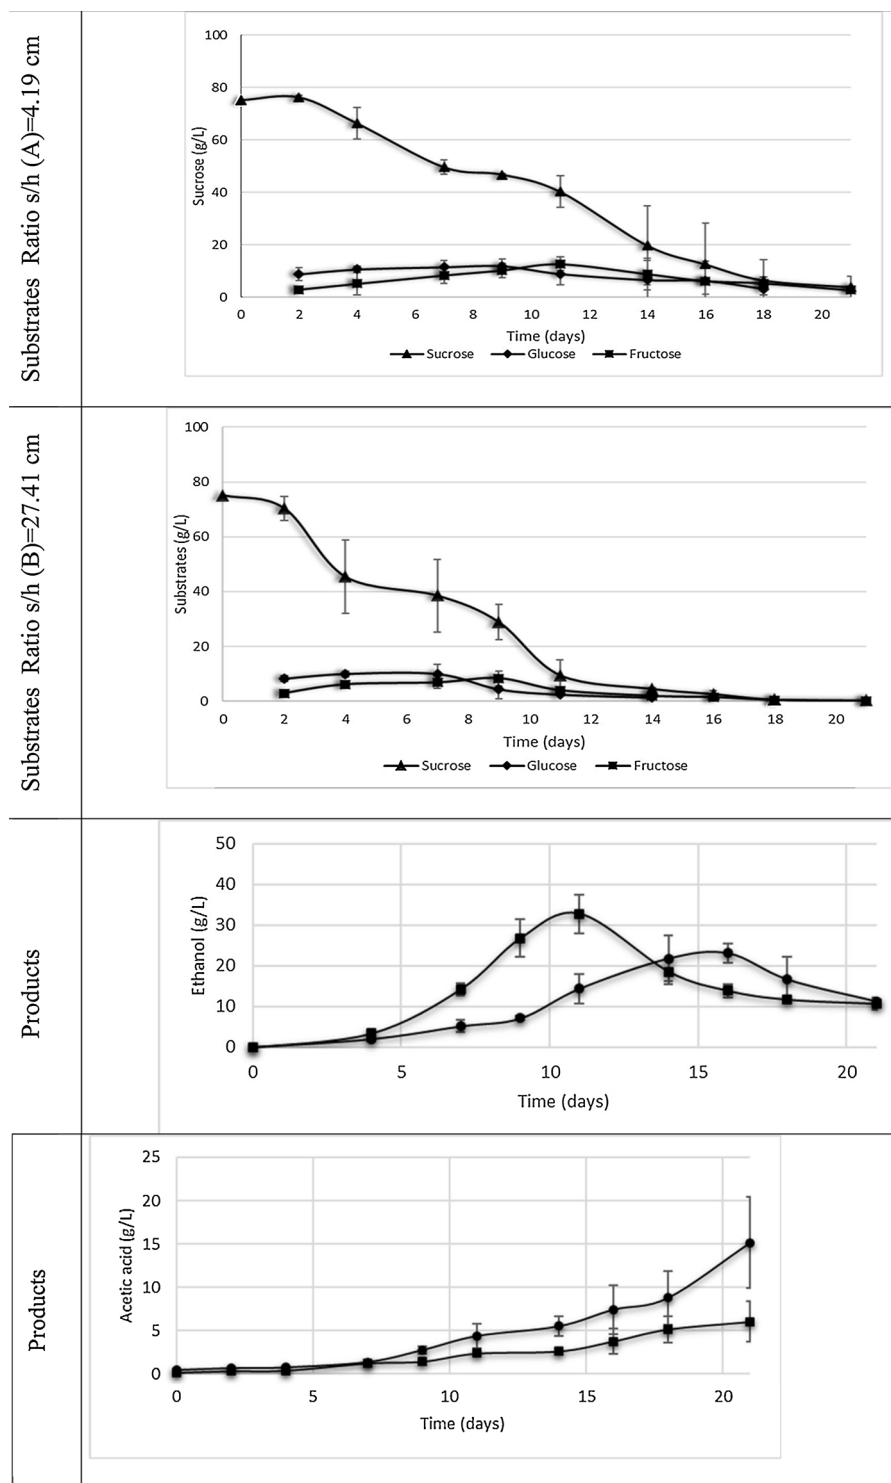 Substrates Ratio s/h (A)=4.19 cm
Sucrose (g/L)
100
80
60
40
20
0
0 2 4 6 8 10 12 14 16 18 20
Time (days)
Sucrose Glucose Fructose
Substrates Ratio s/h (B)=27.41 cm
Substrates (g/L)
100
80
60
40
20
0
0 2 4 6 8 10 12 14 16 18 20
Time (days)
Sucrose Glucose Fructose
Products
Ethanol (g/L)
50
40
30
20
10
0
0 5 10 15 20
Time (days)
Products
Acetic acid (g/L)
25
20
15
10
5
0
0 5 10 15 20
Time (days)